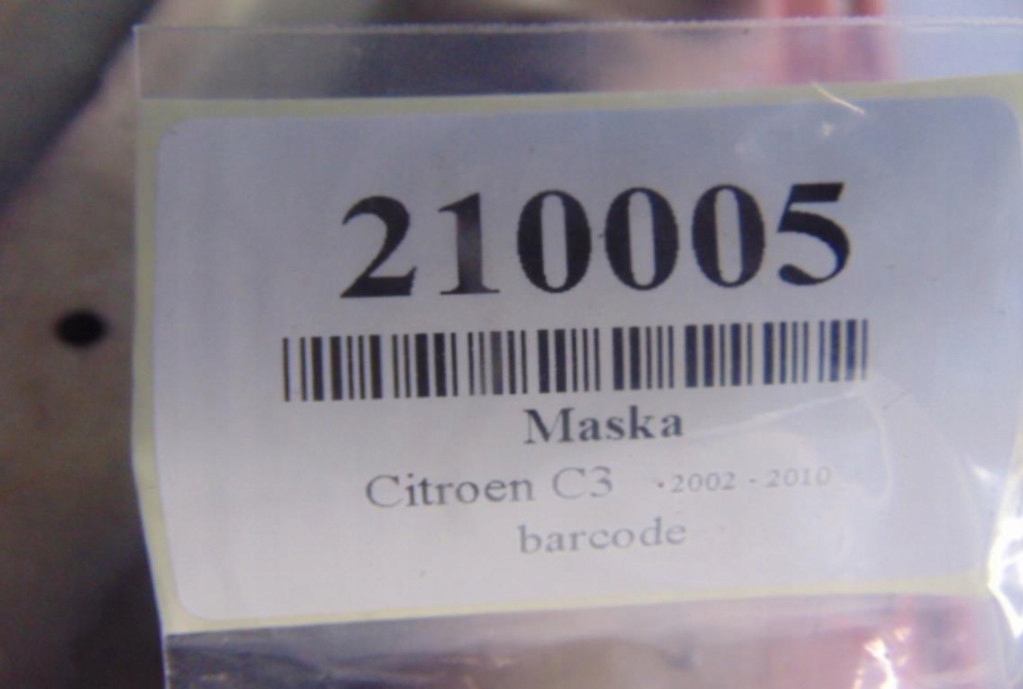 210005
Maska
Citroen C3 •2002 - 2010
barcode